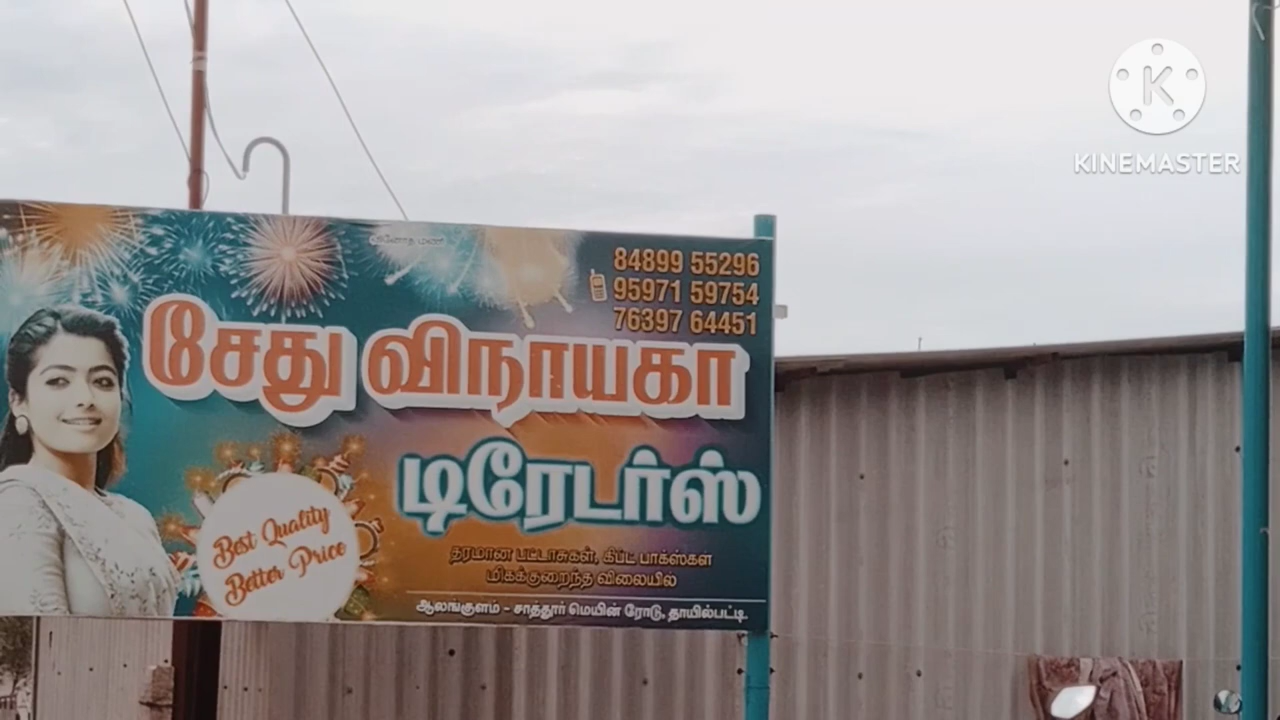 KINEMASTER
வினோத மணி
84899 55296
95971 59754
76397 64451
சேது விநாயகா
டிரேடர்ஸ்
Best Quality
Better Price
தரமான பட்டாசுகள், கிப்ட் பாக்ஸ்கள்
மிகக்குறைந்த விலையில்
ஆலங்குளம் - சாத்தூர் மெயின் ரோடு, தாயில்பட்டி.